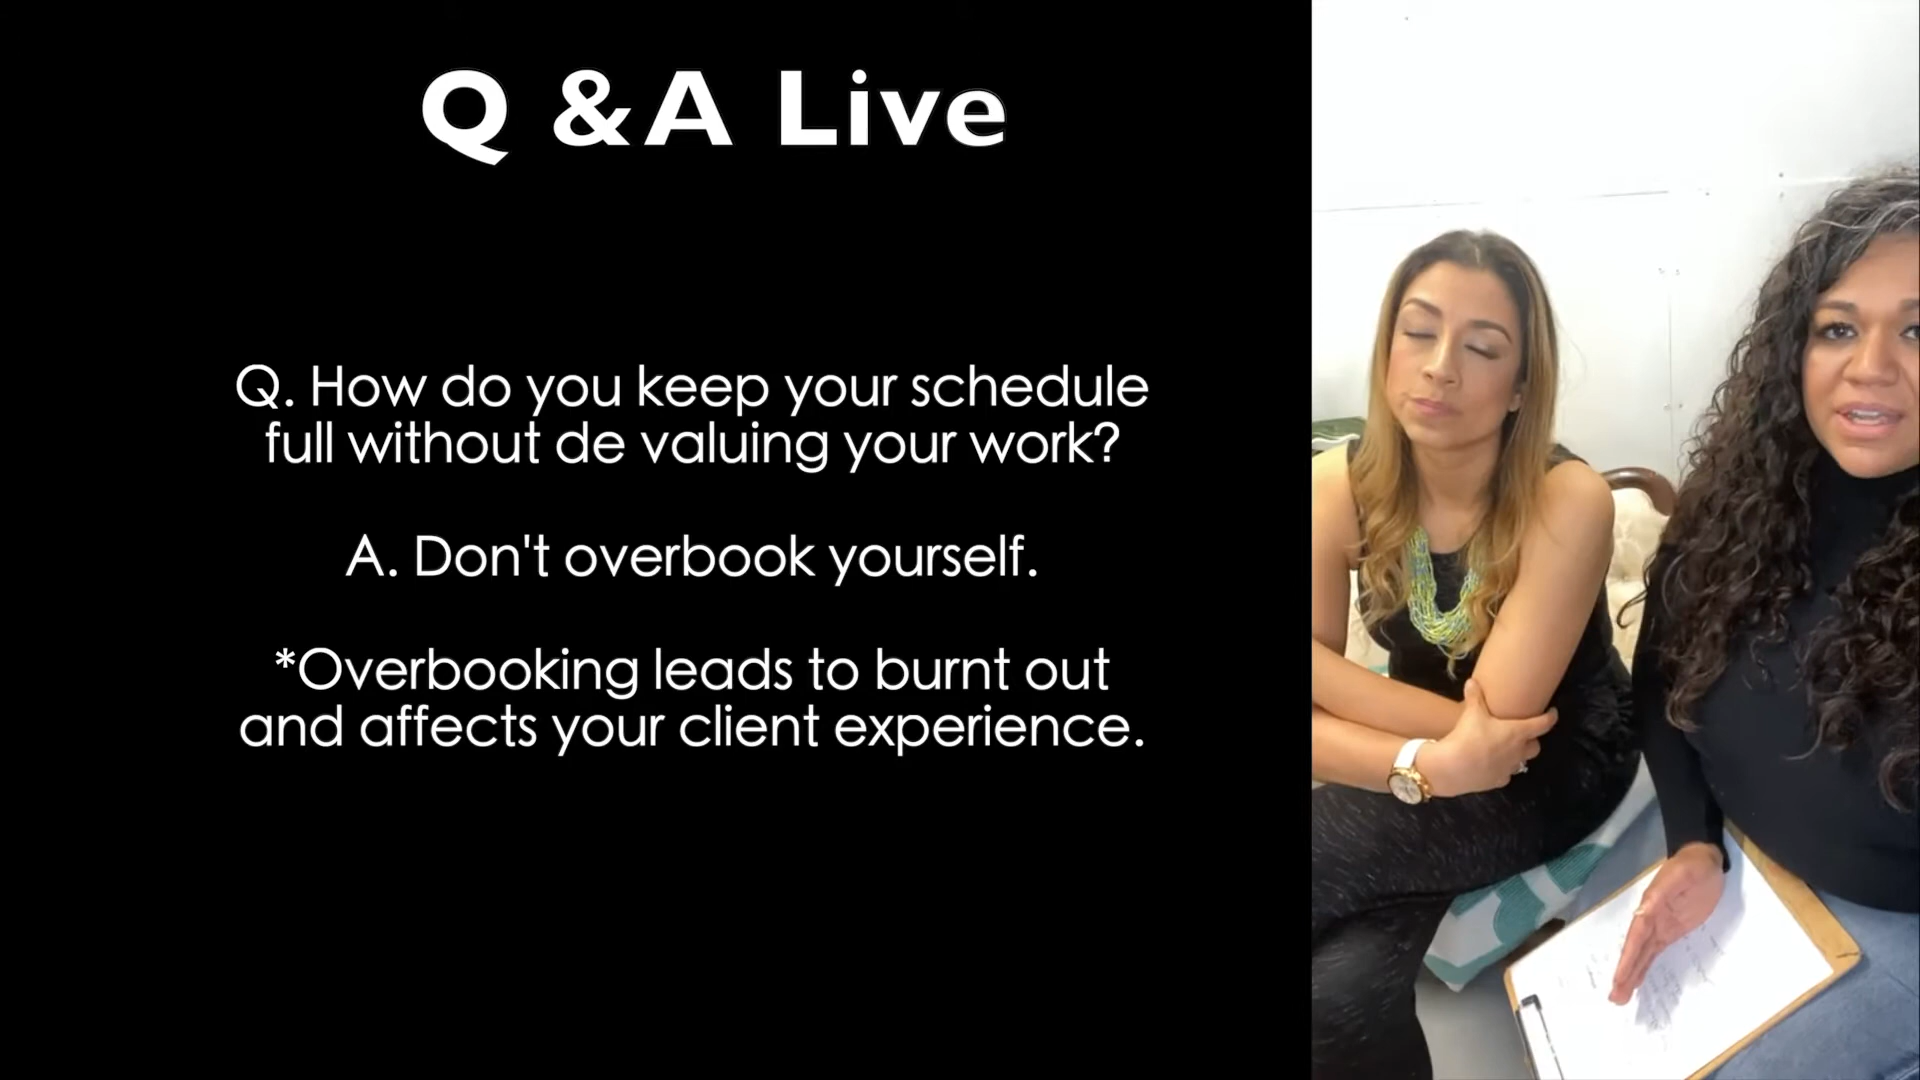 Q &A Live
Q. How do you keep your schedule
full without de valuing your work?
A. Don't overbook yourself.
*Overbooking leads to burnt out
and affects your client experience.